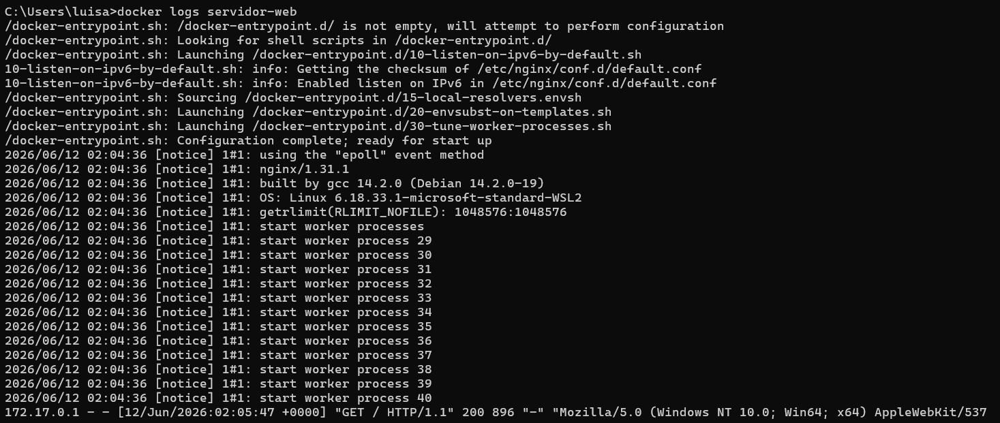 C:\Users\luisa>docker logs servidor-web
/docker-entrypoint.sh: /docker-entrypoint.d/ is not empty, will attempt to perform configuration
/docker-entrypoint.sh: Looking for shell scripts in /docker-entrypoint.d/
/docker-entrypoint.sh: Launching /docker-entrypoint.d/10-listen-on-ipv6-by-default.sh
10-listen-on-ipv6-by-default.sh: info: Getting the checksum of /etc/nginx/conf.d/default.conf
10-listen-on-ipv6-by-default.sh: info: Enabled listen on IPv6 in /etc/nginx/conf.d/default.conf
/docker-entrypoint.sh: Sourcing /docker-entrypoint.d/15-local-resolvers.envsh
/docker-entrypoint.sh: Launching /docker-entrypoint.d/20-envsubst-on-templates.sh
/docker-entrypoint.sh: Launching /docker-entrypoint.d/30-tune-worker-processes.sh
/docker-entrypoint.sh: Configuration complete; ready for start up
2026/06/12 02:04:36 [notice] 1#1: using the "epoll" event method
2026/06/12 02:04:36 [notice] 1#1: nginx/1.31.1
2026/06/12 02:04:36 [notice] 1#1: built by gcc 14.2.0 (Debian 14.2.0-19)
2026/06/12 02:04:36 [notice] 1#1: OS: Linux 6.18.33.1-microsoft-standard-WSL2
2026/06/12 02:04:36 [notice] 1#1: getrlimit(RLIMIT_NOFILE): 1048576:1048576
2026/06/12 02:04:36 [notice] 1#1: start worker processes
2026/06/12 02:04:36 [notice] 1#1: start worker process 29
2026/06/12 02:04:36 [notice] 1#1: start worker process 30
2026/06/12 02:04:36 [notice] 1#1: start worker process 31
2026/06/12 02:04:36 [notice] 1#1: start worker process 32
2026/06/12 02:04:36 [notice] 1#1: start worker process 33
2026/06/12 02:04:36 [notice] 1#1: start worker process 34
2026/06/12 02:04:36 [notice] 1#1: start worker process 35
2026/06/12 02:04:36 [notice] 1#1: start worker process 36
2026/06/12 02:04:36 [notice] 1#1: start worker process 37
2026/06/12 02:04:36 [notice] 1#1: start worker process 38
2026/06/12 02:04:36 [notice] 1#1: start worker process 39
2026/06/12 02:04:36 [notice] 1#1: start worker process 40
172.17.0.1 - - [12/Jun/2026:02:05:47 +0000] "GET / HTTP/1.1" 200 896 "-" "Mozilla/5.0 (Windows NT 10.0; Win64; x64) AppleWebKit/537